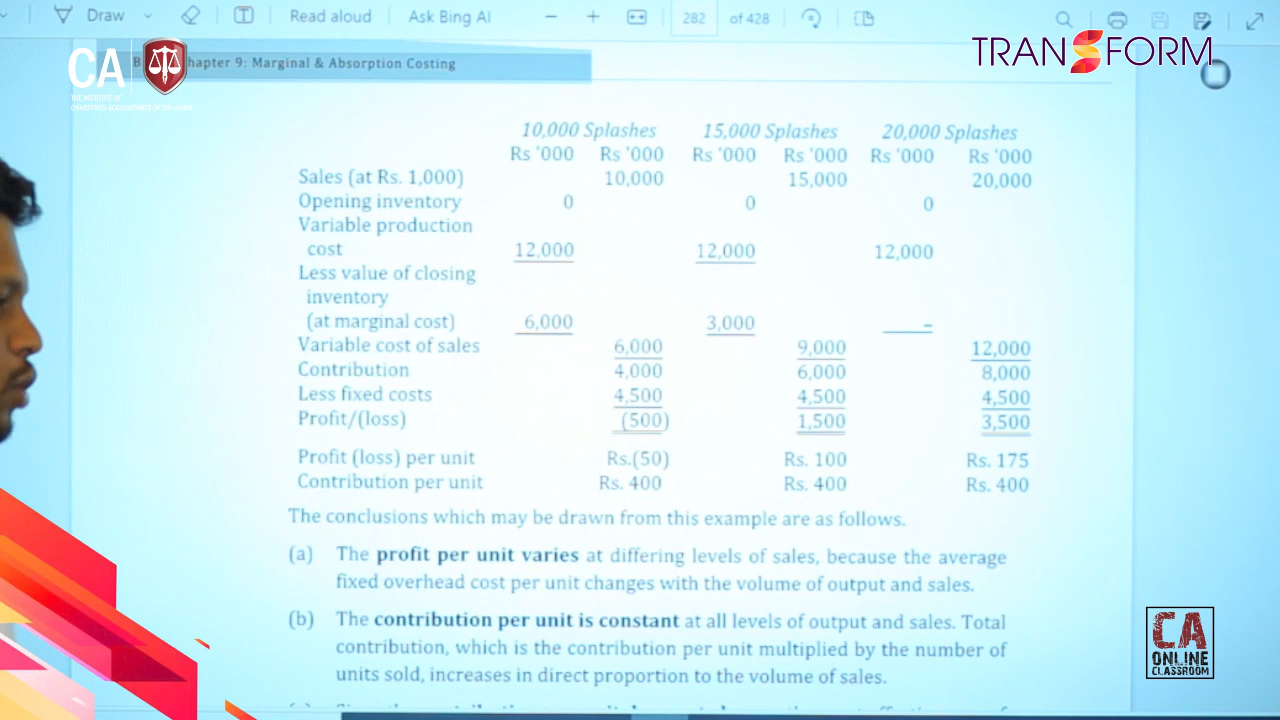 Draw
Read aloud
Ask Bing AI
282
of 428
CA
THE INSTITUTE OF
CHARTERED ACCOUNTANTS OF SRI LANKA
hapter 9: Marginal & Absorption Costing
TRANSFORM
10,000 Splashes 15,000 Splashes 20,000 Splashes
Rs '000 Rs '000 Rs '000 Rs '000 Rs '000 Rs '000
Sales (at Rs. 1,000) 10,000 15,000 20,000
Opening inventory 0 0 0
Variable production
cost 12,000 12,000 12,000
Less value of closing
inventory
(at marginal cost) 6,000 3,000 –
Variable cost of sales 6,000 9,000 12,000
Contribution 4,000 6,000 8,000
Less fixed costs 4,500 4,500 4,500
Profit/(loss) (500) 1,500 3,500
Profit (loss) per unit Rs.(50) Rs. 100 Rs. 175
Contribution per unit Rs. 400 Rs. 400 Rs. 400
The conclusions which may be drawn from this example are as follows.
(a) The profit per unit varies at differing levels of sales, because the average
fixed overhead cost per unit changes with the volume of output and sales.
(b) The contribution per unit is constant at all levels of output and sales. Total
contribution, which is the contribution per unit multiplied by the number of
units sold, increases in direct proportion to the volume of sales.
CA
ONLINE
CLASSROOM